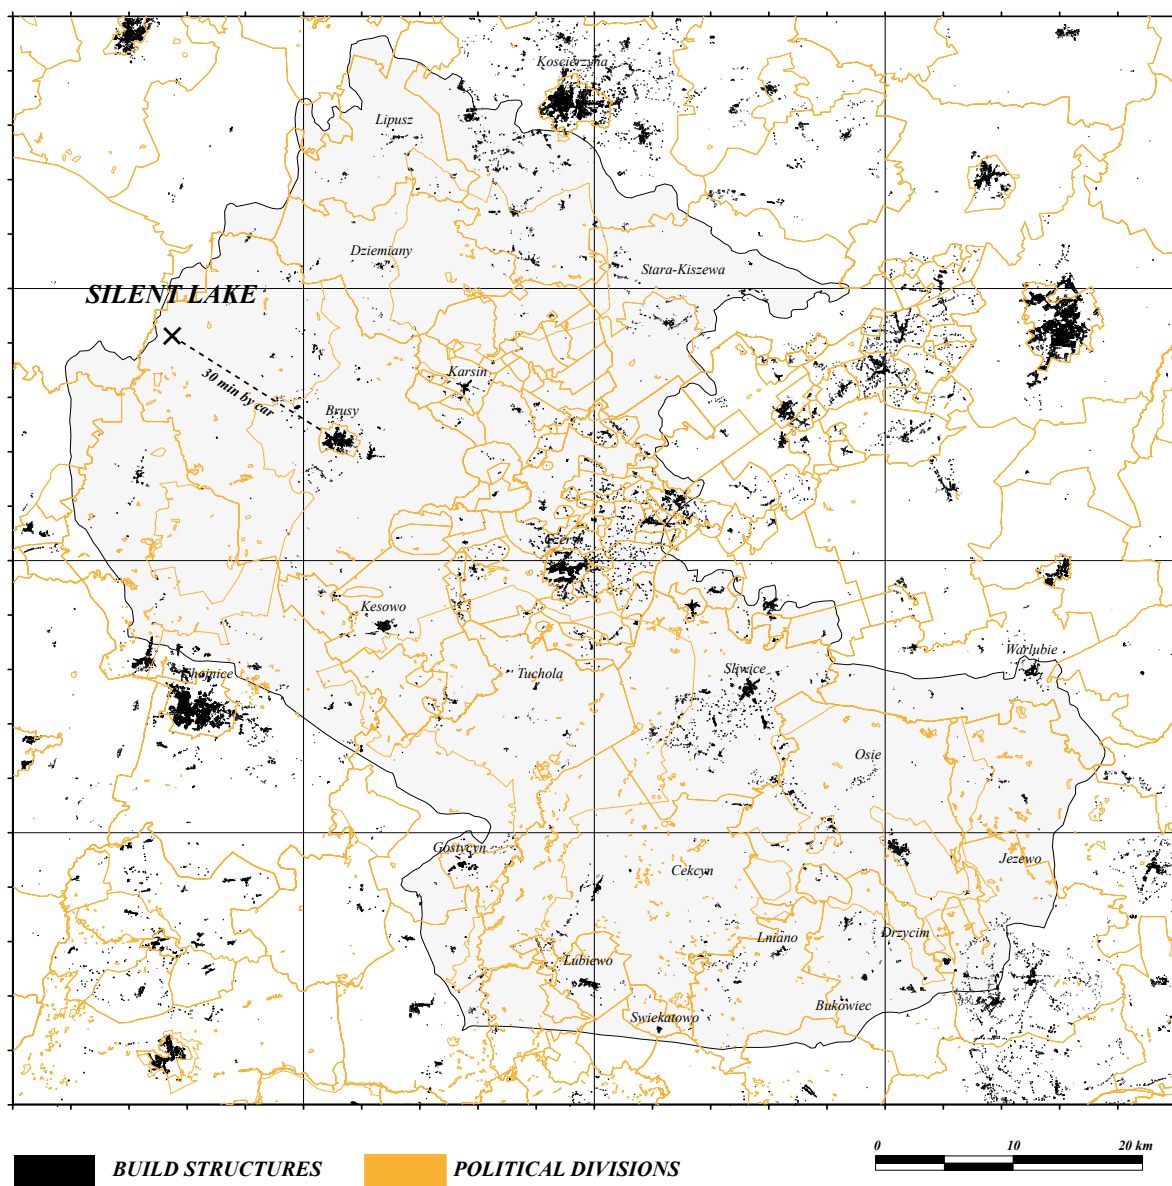 Koscierzyna
Lipusz
Dziemiany
Stara-Kiszewa
SILENT LAKE
30 min by car
Karsin
Brusy
Czersk
Kesowo
Warlubie
Sliwice
Tuchola
Chojnice
Osie
Gostycyn
Jezewo
Cekcyn
Drzycim
Lniano
Lubiewo
Bukowiec
Swiekatowo
0 10 20 km
BUILD STRUCTURES
POLITICAL DIVISIONS